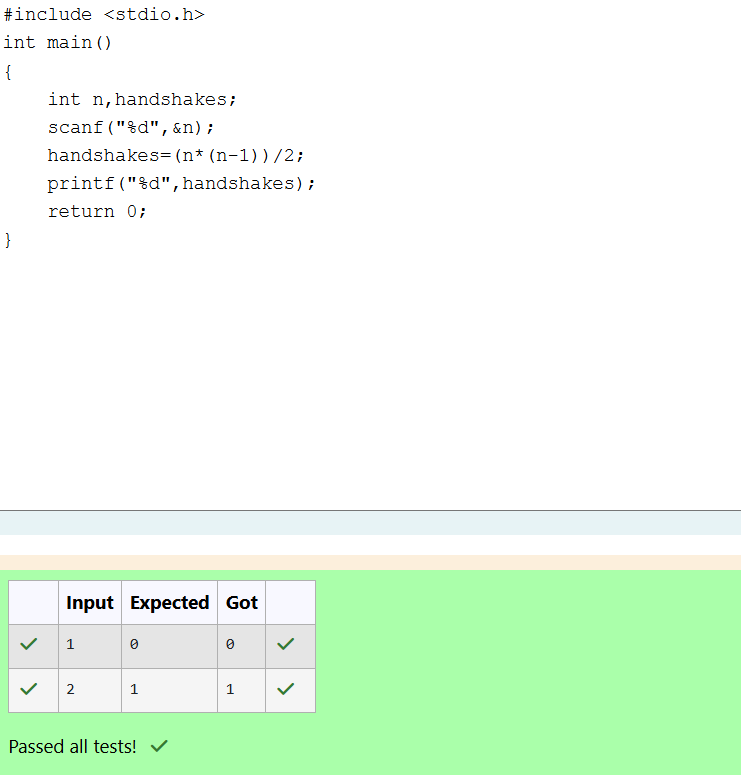 #include <stdio.h>
int main()
{
    int n,handshakes;
    scanf("%d",&n);
    handshakes=(n*(n-1))/2;
    printf("%d",handshakes);
    return 0;
}
Input Expected Got
1 0 0
2 1 1
Passed all tests!